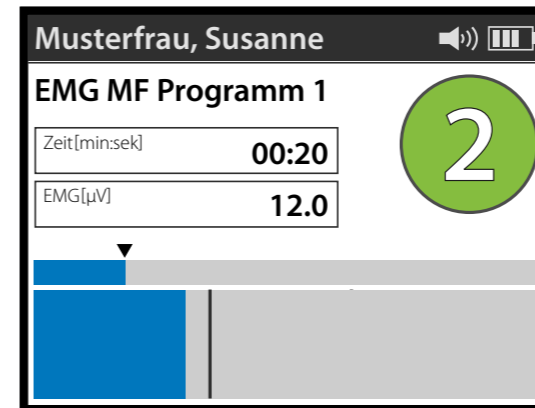 Musterfrau, Susanne
EMG MF Programm 1
2
Zeit[min:sek] 00:20
EMG[µV] 12.0